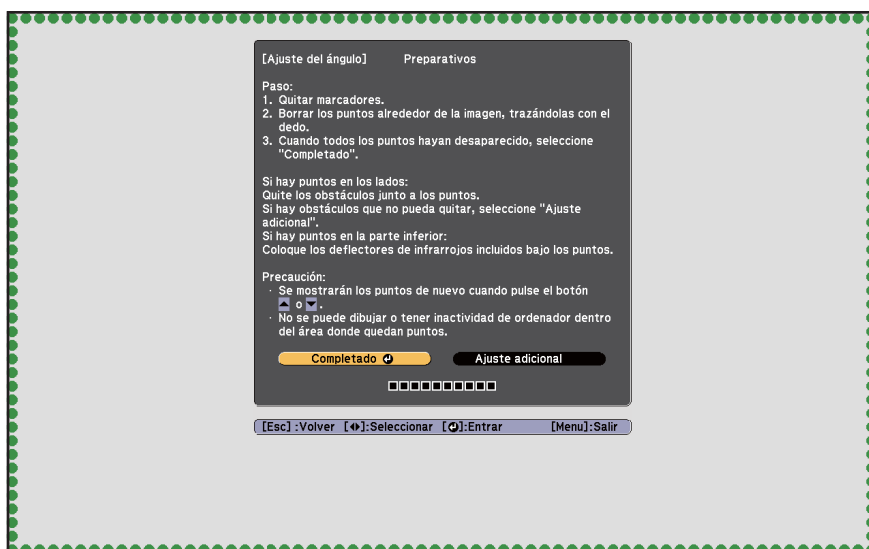 [Ajuste del ángulo] Preparativos
Paso:
1. Quitar marcadores.
2. Borrar los puntos alrededor de la imagen, trazándolas con el
dedo.
3. Cuando todos los puntos hayan desaparecido, seleccione
"Completado".
Si hay puntos en los lados:
Quite los obstáculos junto a los puntos.
Si hay obstáculos que no pueda quitar, seleccione "Ajuste
adicional".
Si hay puntos en la parte inferior:
Coloque los deflectores de infrarrojos incluidos bajo los puntos.
Precaución:
· Se mostrarán los puntos de nuevo cuando pulse el botón
▲ o ▼.
· No se puede dibujar o tener inactividad de ordenador dentro
del área donde quedan puntos.
Completado Ajuste adicional
[Esc] :Volver [◆]:Seleccionar [↵]:Entrar [Menu]:Salir